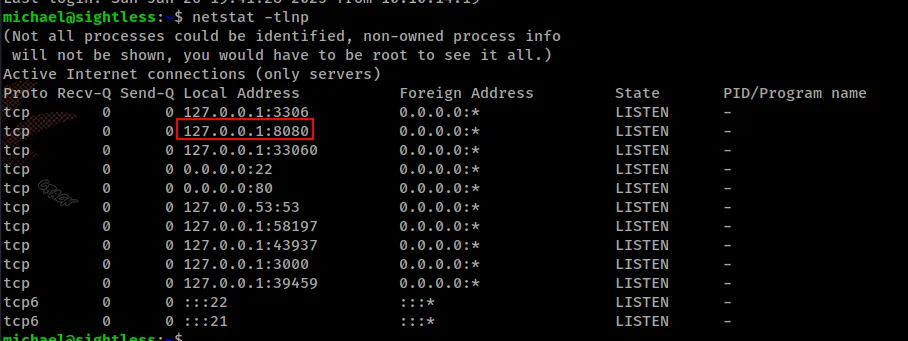 michael@sightless:~$ netstat -tlnp
(Not all processes could be identified, non-owned process info
 will not be shown, you would have to be root to see it all.)
Active Internet connections (only servers)
Proto Recv-Q Send-Q Local Address           Foreign Address         State       PID/Program name
tcp        0      0 127.0.0.1:3306          0.0.0.0:*               LISTEN      -
tcp        0      0 127.0.0.1:8080          0.0.0.0:*               LISTEN      -
tcp        0      0 127.0.0.1:33060         0.0.0.0:*               LISTEN      -
tcp        0      0 0.0.0.0:22              0.0.0.0:*               LISTEN      -
tcp        0      0 0.0.0.0:80              0.0.0.0:*               LISTEN      -
tcp        0      0 127.0.0.53:53           0.0.0.0:*               LISTEN      -
tcp        0      0 127.0.0.1:58197         0.0.0.0:*               LISTEN      -
tcp        0      0 127.0.0.1:43937         0.0.0.0:*               LISTEN      -
tcp        0      0 127.0.0.1:3000          0.0.0.0:*               LISTEN      -
tcp        0      0 127.0.0.1:39459         0.0.0.0:*               LISTEN      -
tcp6       0      0 :::22                   :::*                    LISTEN      -
tcp6       0      0 :::21                   :::*                    LISTEN      -
michael@sightless:~$